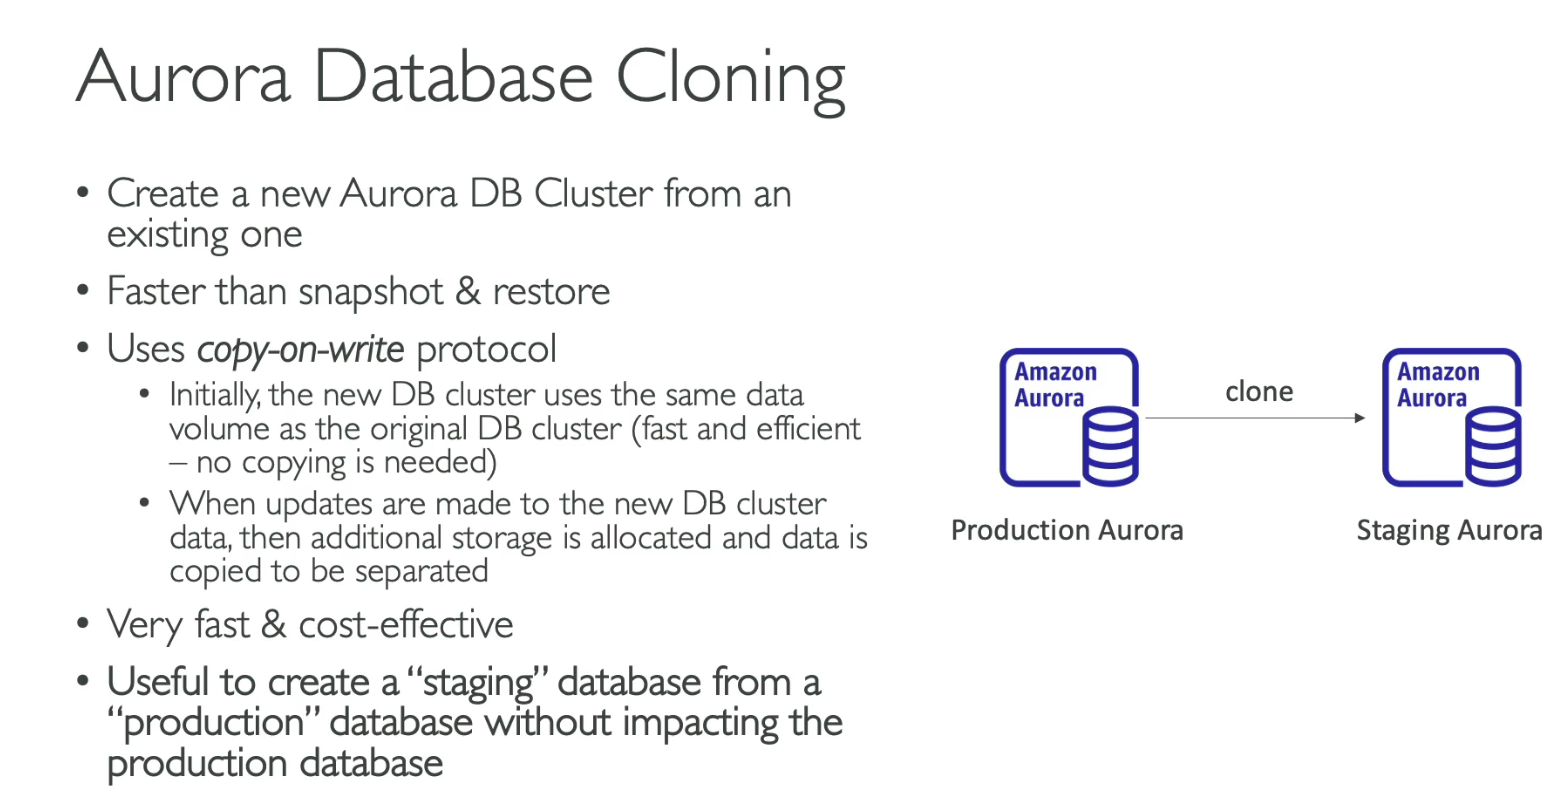 Aurora Database Cloning
• Create a new Aurora DB Cluster from an
existing one
• Faster than snapshot & restore
• Uses copy-on-write protocol
• Initially, the new DB cluster uses the same data
volume as the original DB cluster (fast and efficient
– no copying is needed)
• When updates are made to the new DB cluster
data, then additional storage is allocated and data is
copied to be separated
• Very fast & cost-effective
• Useful to create a “staging” database from a
“production” database without impacting the
production database
Amazon
Aurora
Production Aurora
clone
Amazon
Aurora
Staging Aurora